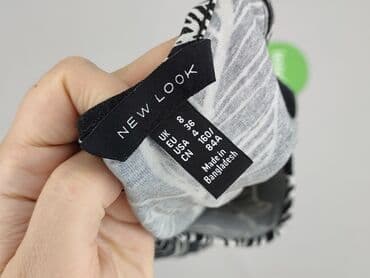 NEW LOOK
UK 8
EU 36
USA 4
CN 160/
84A
Made in
Bangladesh